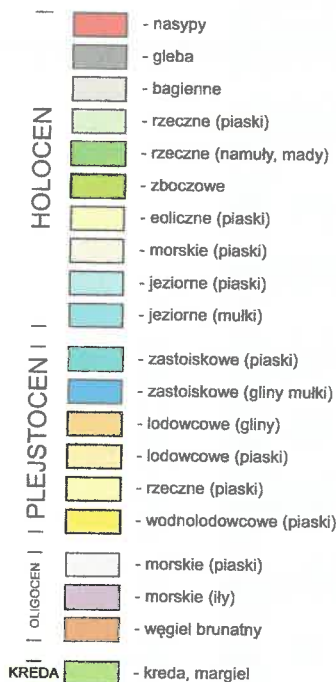 HOLOCEN
- nasypy
- gleba
- bagienne
- rzeczne (piaski)
- rzeczne (namuły, mady)
- zboczowe
- eoliczne (piaski)
- morskie (piaski)
- jeziorne (piaski)
- jeziorne (mułki)
PLEJSTOCEN
- zastoiskowe (piaski)
- zastoiskowe (gliny mułki)
- lodowcowe (gliny)
- lodowcowe (piaski)
- rzeczne (piaski)
- wodnolodowcowe (piaski)
OLIGOCEN
- morskie (piaski)
- morskie (iły)
- węgiel brunatny
KREDA - kreda, margiel